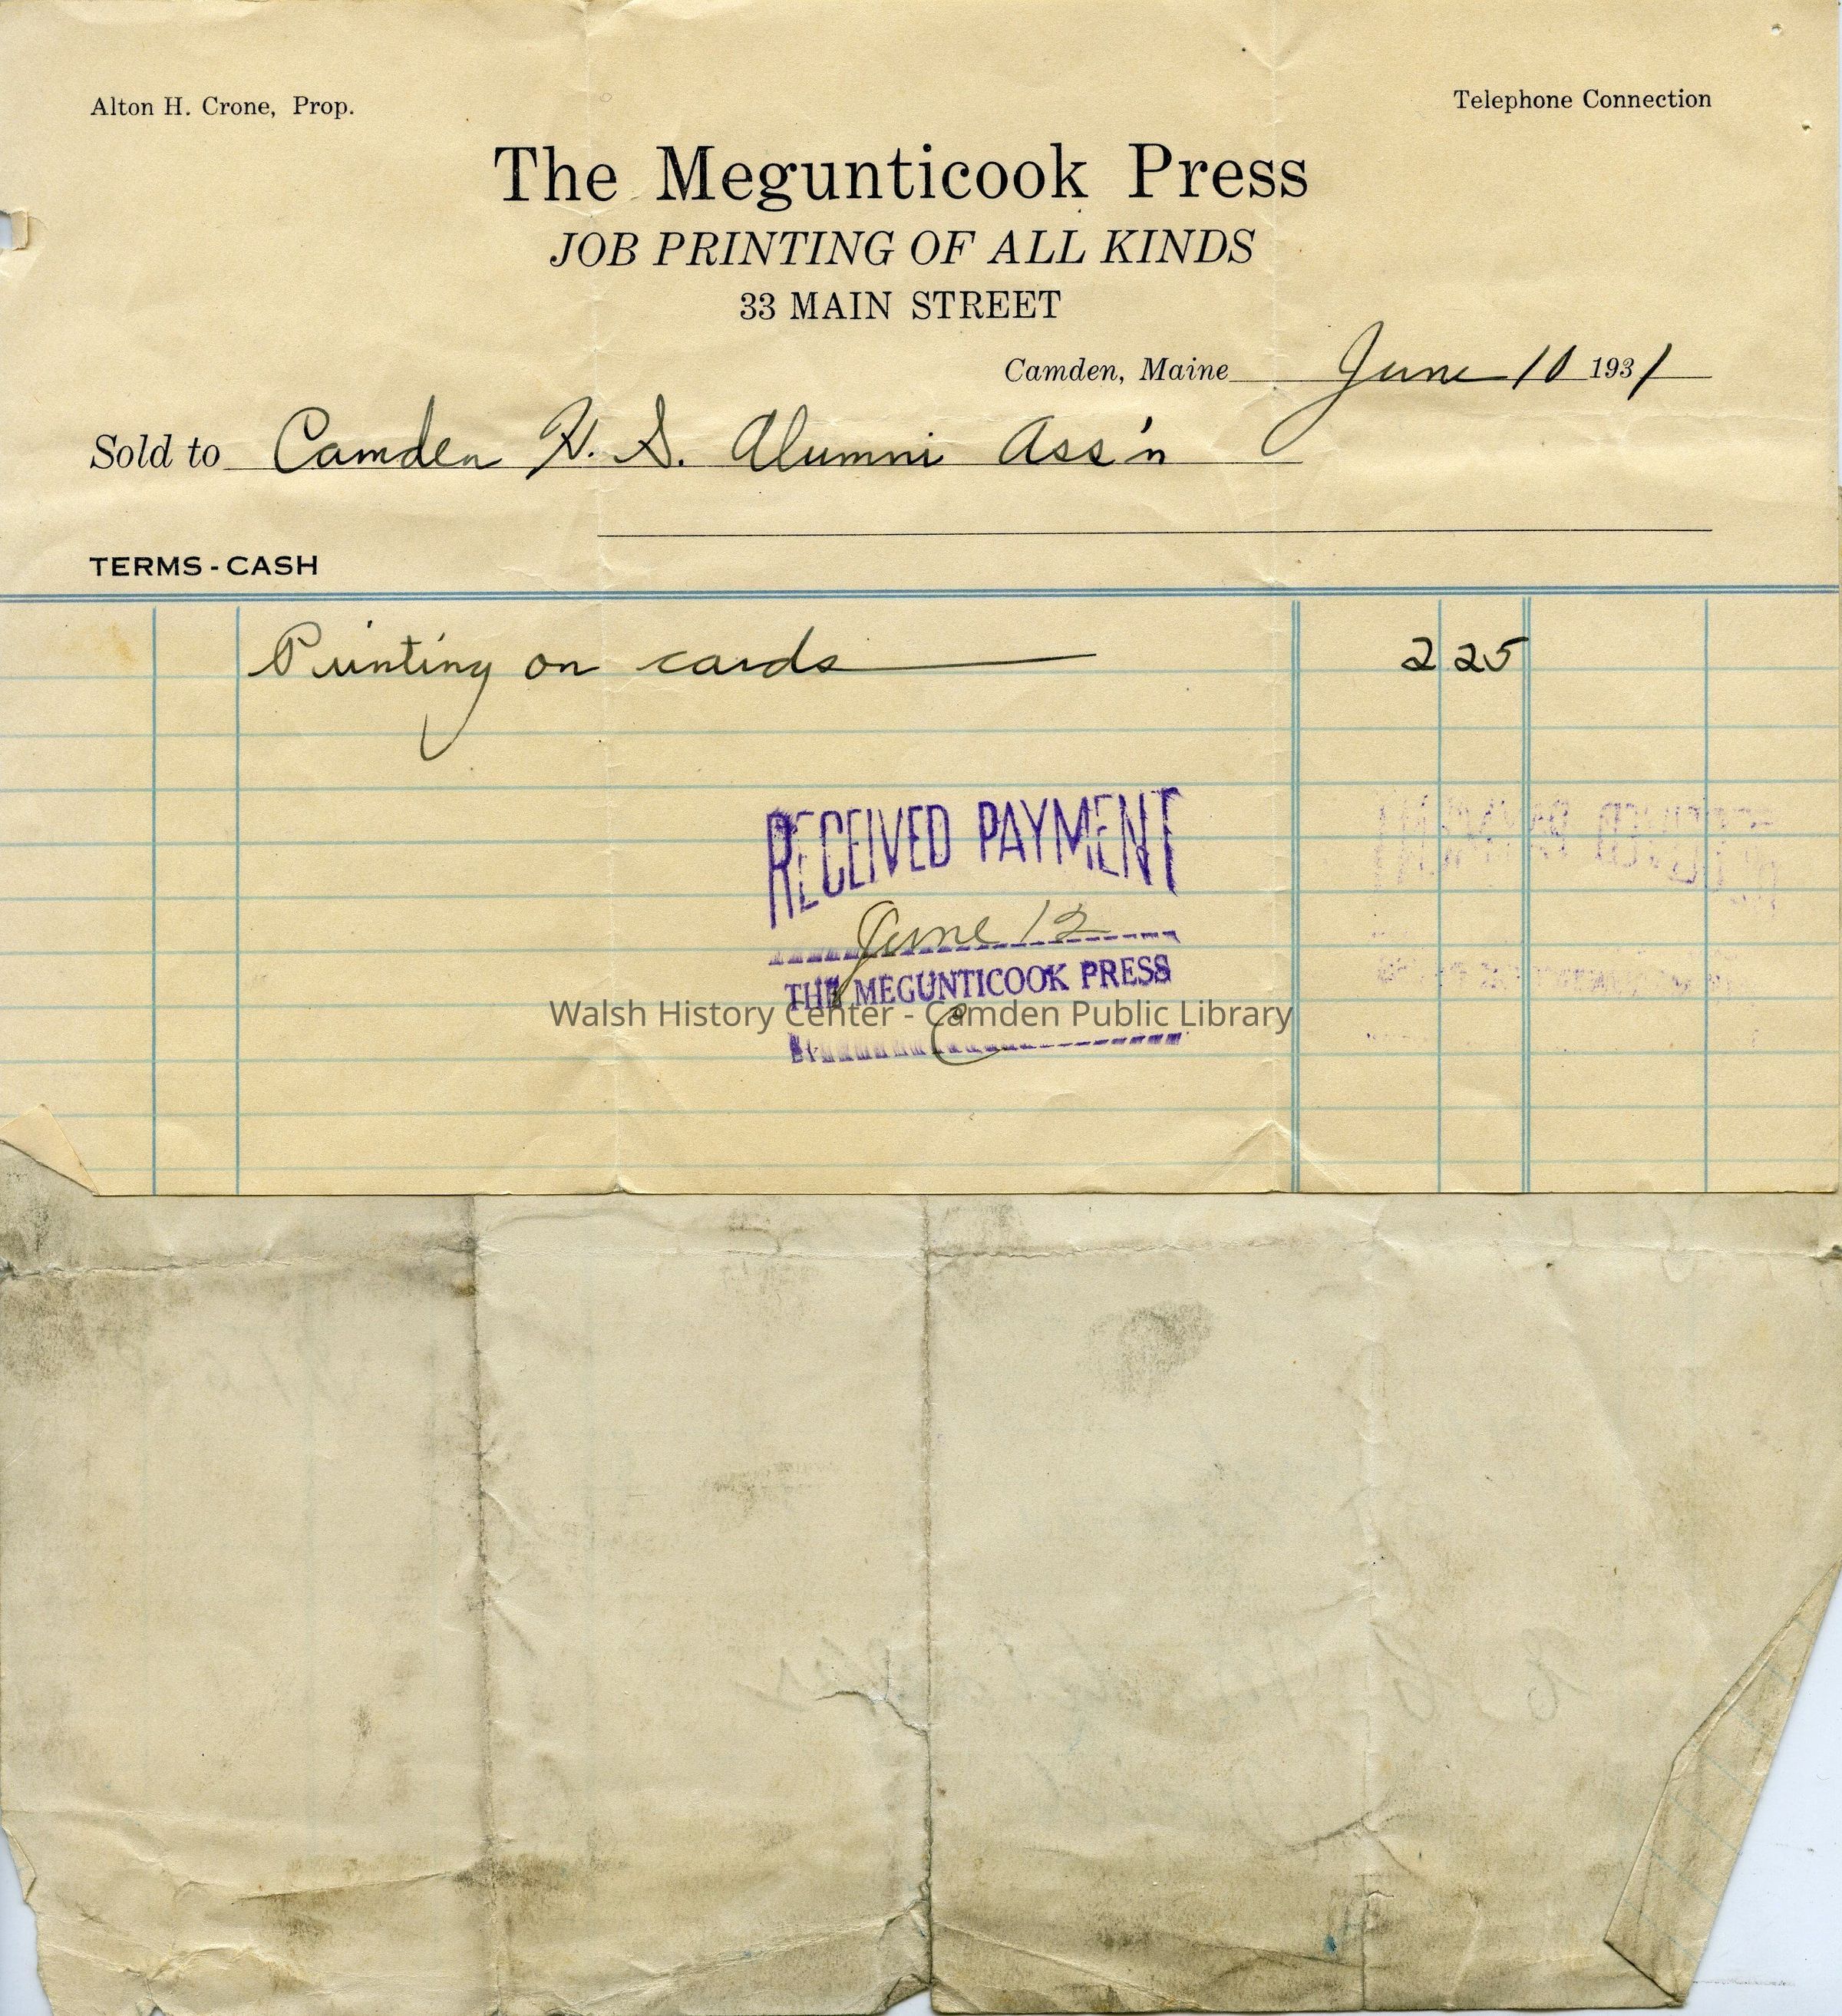 Alton H. Crone, Prop.
Telephone Connection
The Megunticook Press
JOB PRINTING OF ALL KINDS
33 MAIN STREET
Camden, Maine June 10 1931
Sold to Camden H. S. Alumni Ass'n
TERMS - CASH
Printing on cards 2 25
RECEIVED PAYMENT
June 12
THE MEGUNTICOOK PRESS
Walsh History Center - Camden Public Library
C